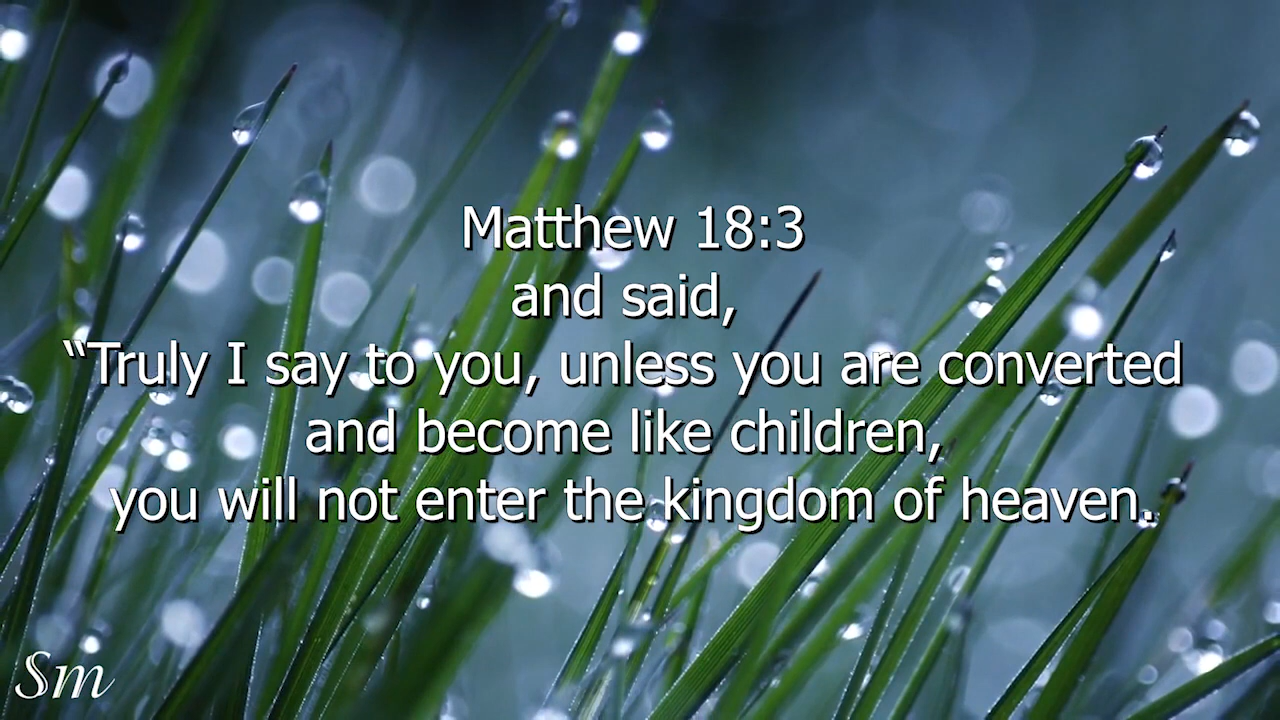 Matthew 18:3
and said,
“Truly I say to you, unless you are converted
and become like children,
you will not enter the kingdom of heaven.
Sm